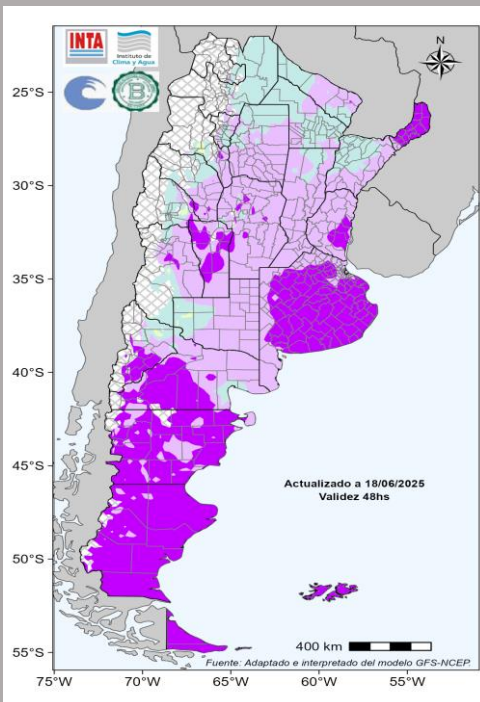 INTA
Instituto de
Clima y Agua
B
N
25°S
30°S
35°S
40°S
45°S
50°S
55°S
Actualizado a 18/06/2025
Validez 48hs
400 km
Fuente: Adaptado e interpretado del modelo GFS-NCEP.
75°W
70°W
65°W
60°W
55°W